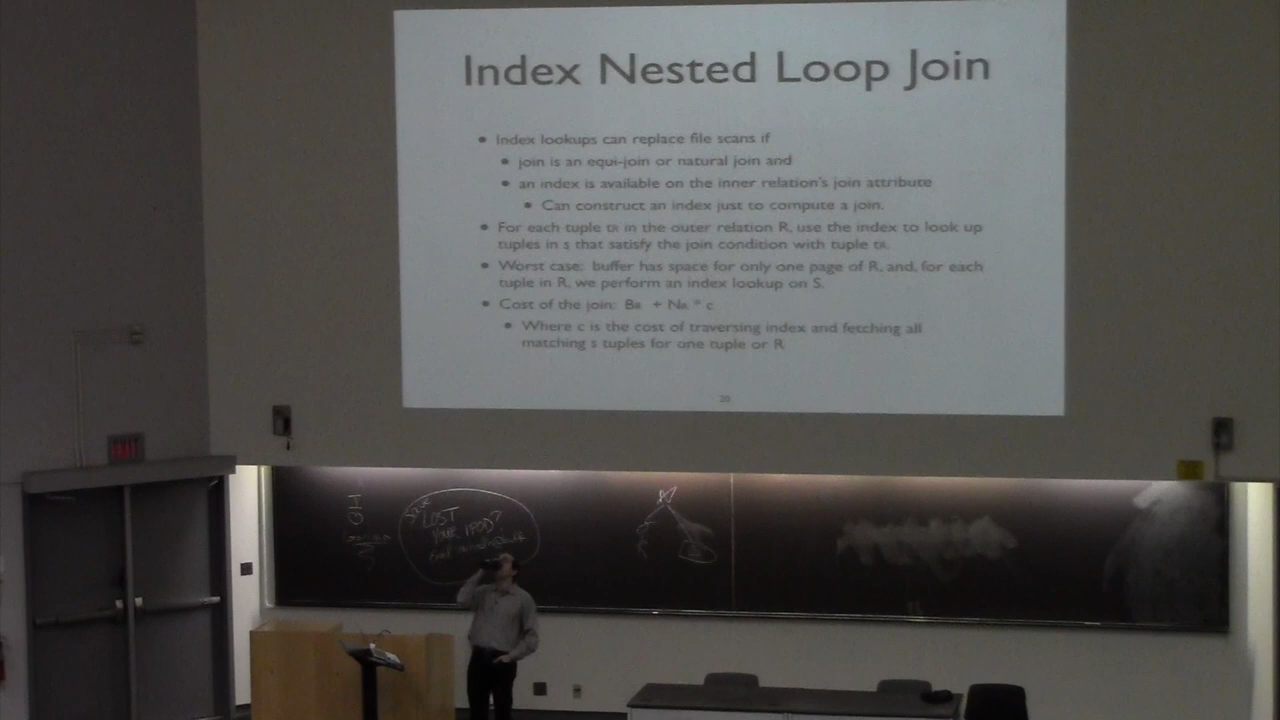 Index Nested Loop Join
• Index lookups can replace file scans if
• join is an equi-join or natural join and
• an index is available on the inner relation's join attribute
• Can construct an index just to compute a join.
• For each tuple tR in the outer relation R, use the index to look up
tuples in s that satisfy the join condition with tuple tR.
• Worst case: buffer has space for only one page of R, and, for each
tuple in R, we perform an index lookup on S.
• Cost of the join: BR + NR * c
• Where c is the cost of traversing index and fetching all
matching s tuples for one tuple or R
20
LOST
YOUR IPOD?